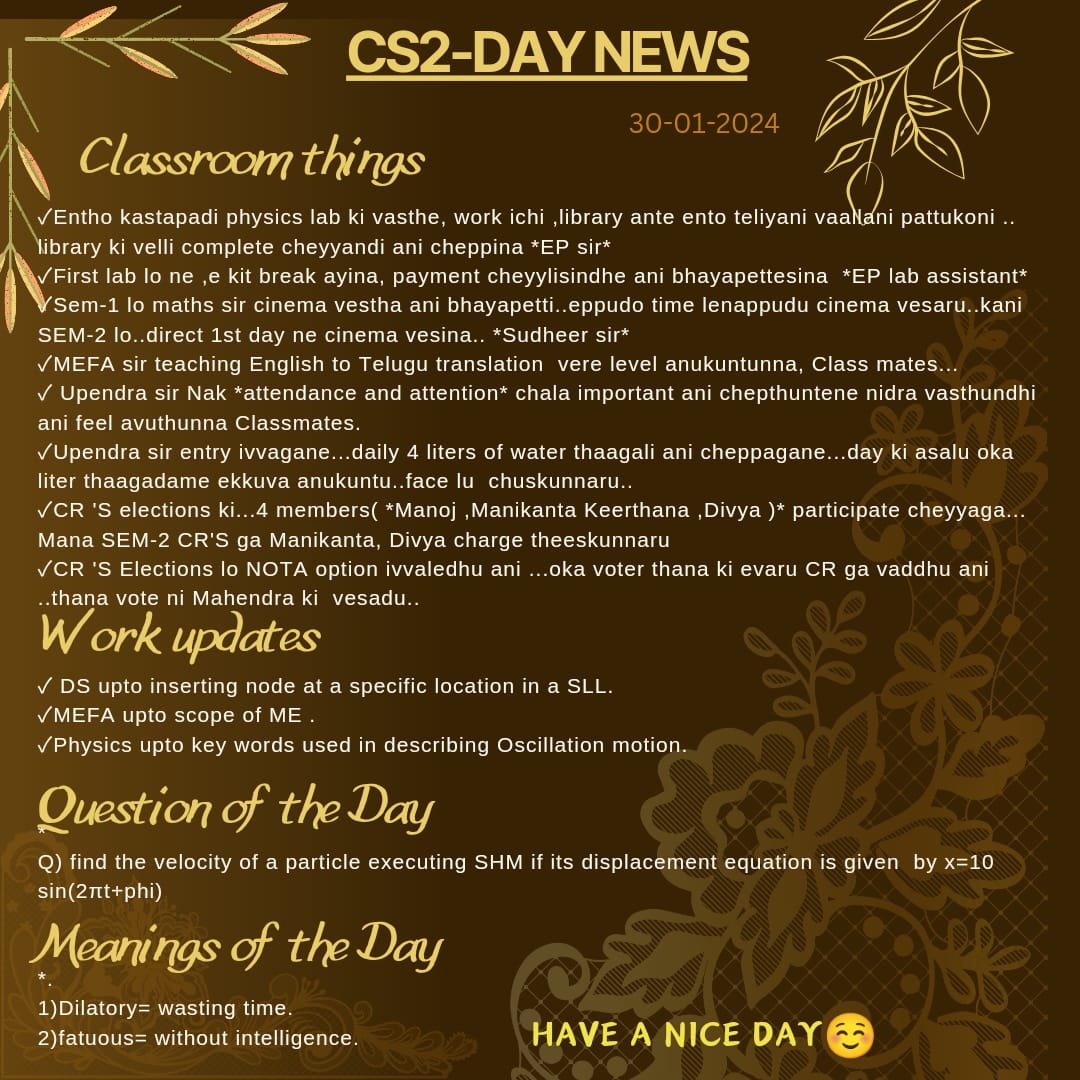 CS2-DAY NEWS
30-01-2024
Classroom things
✓Entho kastapadi physics lab ki vasthe, work ichi ,library ante ento teliyani vaallani pattukoni ..
library ki velli complete cheyyandi ani cheppina *EP sir*
✓First lab lo ne ,e kit break ayina, payment cheyylisindhe ani bhayapettesina *EP lab assistant*
✓Sem-1 lo maths sir cinema vestha ani bhayapetti..eppudo time lenappudu cinema vesaru..kani
SEM-2 lo..direct 1st day ne cinema vesina.. *Sudheer sir*
✓MEFA sir teaching English to Telugu translation vere level anukuntunna, Class mates...
✓ Upendra sir Nak *attendance and attention* chala important ani chepthuntene nidra vasthundhi
ani feel avuthunna Classmates.
✓Upendra sir entry ivvagane...daily 4 liters of water thaagali ani cheppagane...day ki asalu oka
liter thaagadame ekkuva anukuntu..face lu chuskunnaru..
✓CR 'S elections ki...4 members( *Manoj ,Manikanta Keerthana ,Divya )* participate cheyyaga...
Mana SEM-2 CR'S ga Manikanta, Divya charge theeskunnaru
✓CR 'S Elections lo NOTA option ivvaledhu ani ...oka voter thana ki evaru CR ga vaddhu ani
..thana vote ni Mahendra ki vesadu..
Work updates
✓ DS upto inserting node at a specific location in a SLL.
✓MEFA upto scope of ME .
✓Physics upto key words used in describing Oscillation motion.
Question of the Day
*
Q) find the velocity of a particle executing SHM if its displacement equation is given by x=10
sin(2πt+phi)
Meanings of the Day
*.
1)Dilatory= wasting time.
2)fatuous= without intelligence.
HAVE A NICE DAY☺️